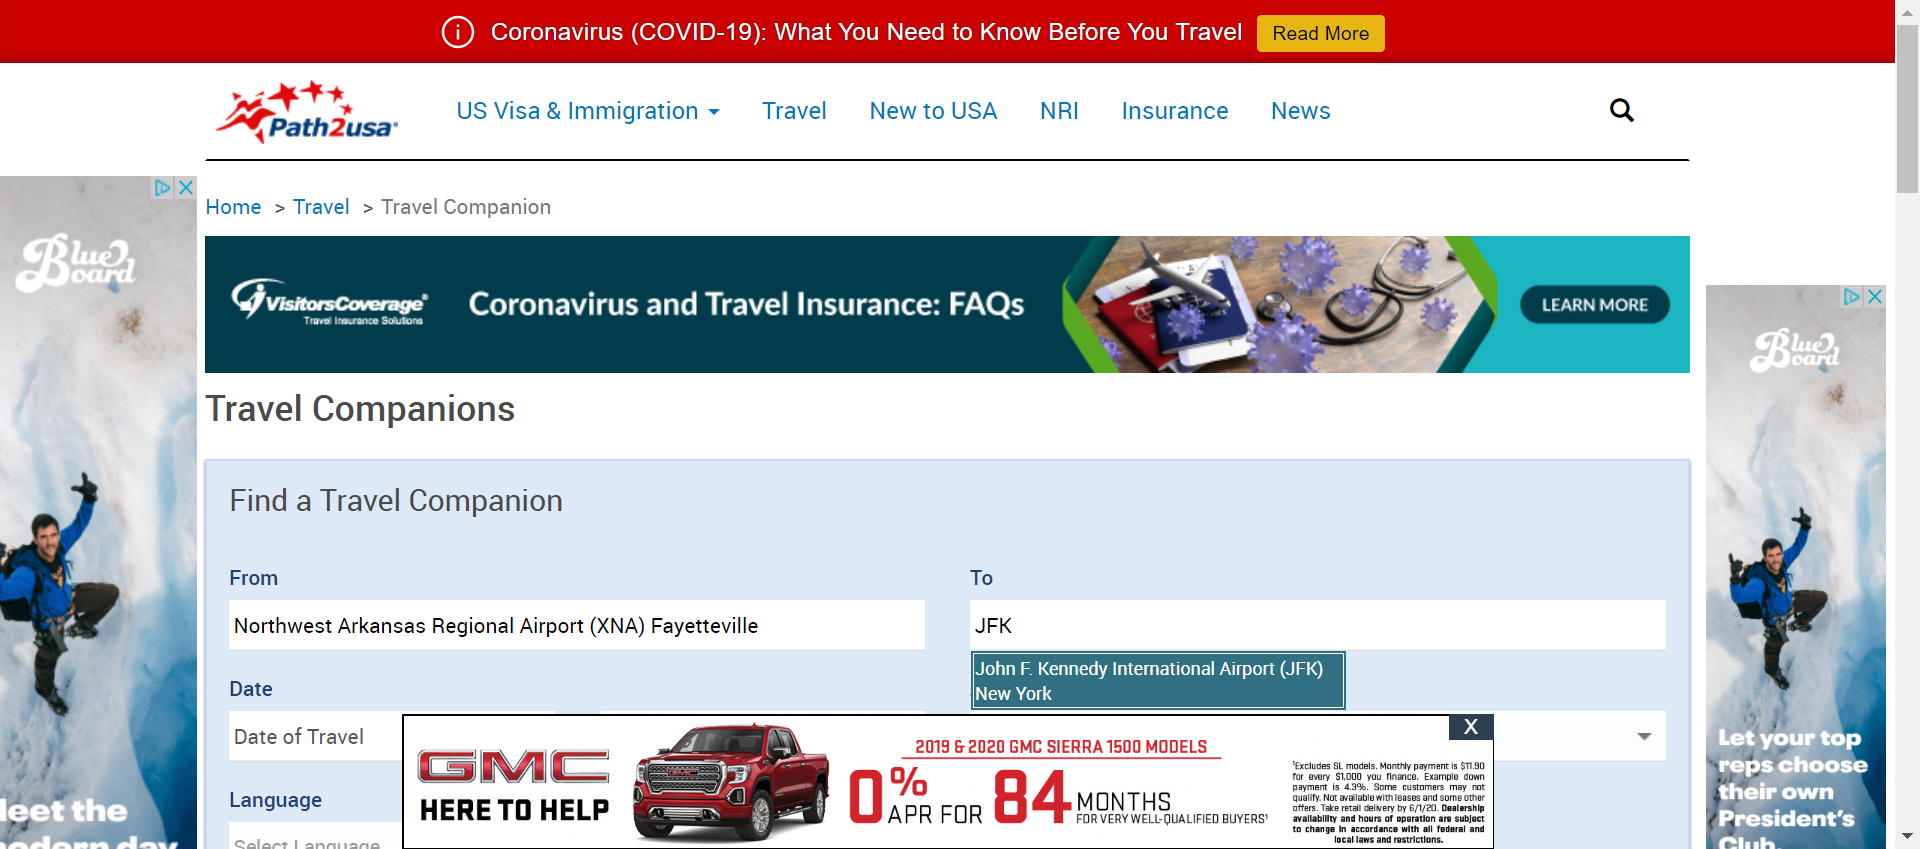 Coronavirus (COVID-19): What You Need to Know Before You Travel
Read More
Path2usa
US Visa & Immigration
Travel
New to USA
NRI
Insurance
News
Home > Travel > Travel Companion
Blue Board
VisitorsCoverage®
Travel Insurance Solutions
Coronavirus and Travel Insurance: FAQs
LEARN MORE
Blue Board
Travel Companions
Find a Travel Companion
From
To
Northwest Arkansas Regional Airport (XNA) Fayetteville
JFK
John F. Kennedy International Airport (JFK)
New York
Date
Date of Travel
Language
Select Language
X
GMC
HERE TO HELP
2019 & 2020 GMC SIERRA 1500 MODELS
0% APR FOR 84 MONTHS
FOR VERY WELL-QUALIFIED BUYERS¹
¹Excludes SL models. Monthly payment is $11.90
for every $1,000 you finance. Example down
payment is 4.3%. Some customers may not
qualify. Not available with leases and some other
offers. Take retail delivery by 6/1/20. Dealership
availability and hours of operation are subject
to change in accordance with all federal and
local laws and restrictions.
leet the
odern day
Let your top
reps choose
their own
President's
Club.